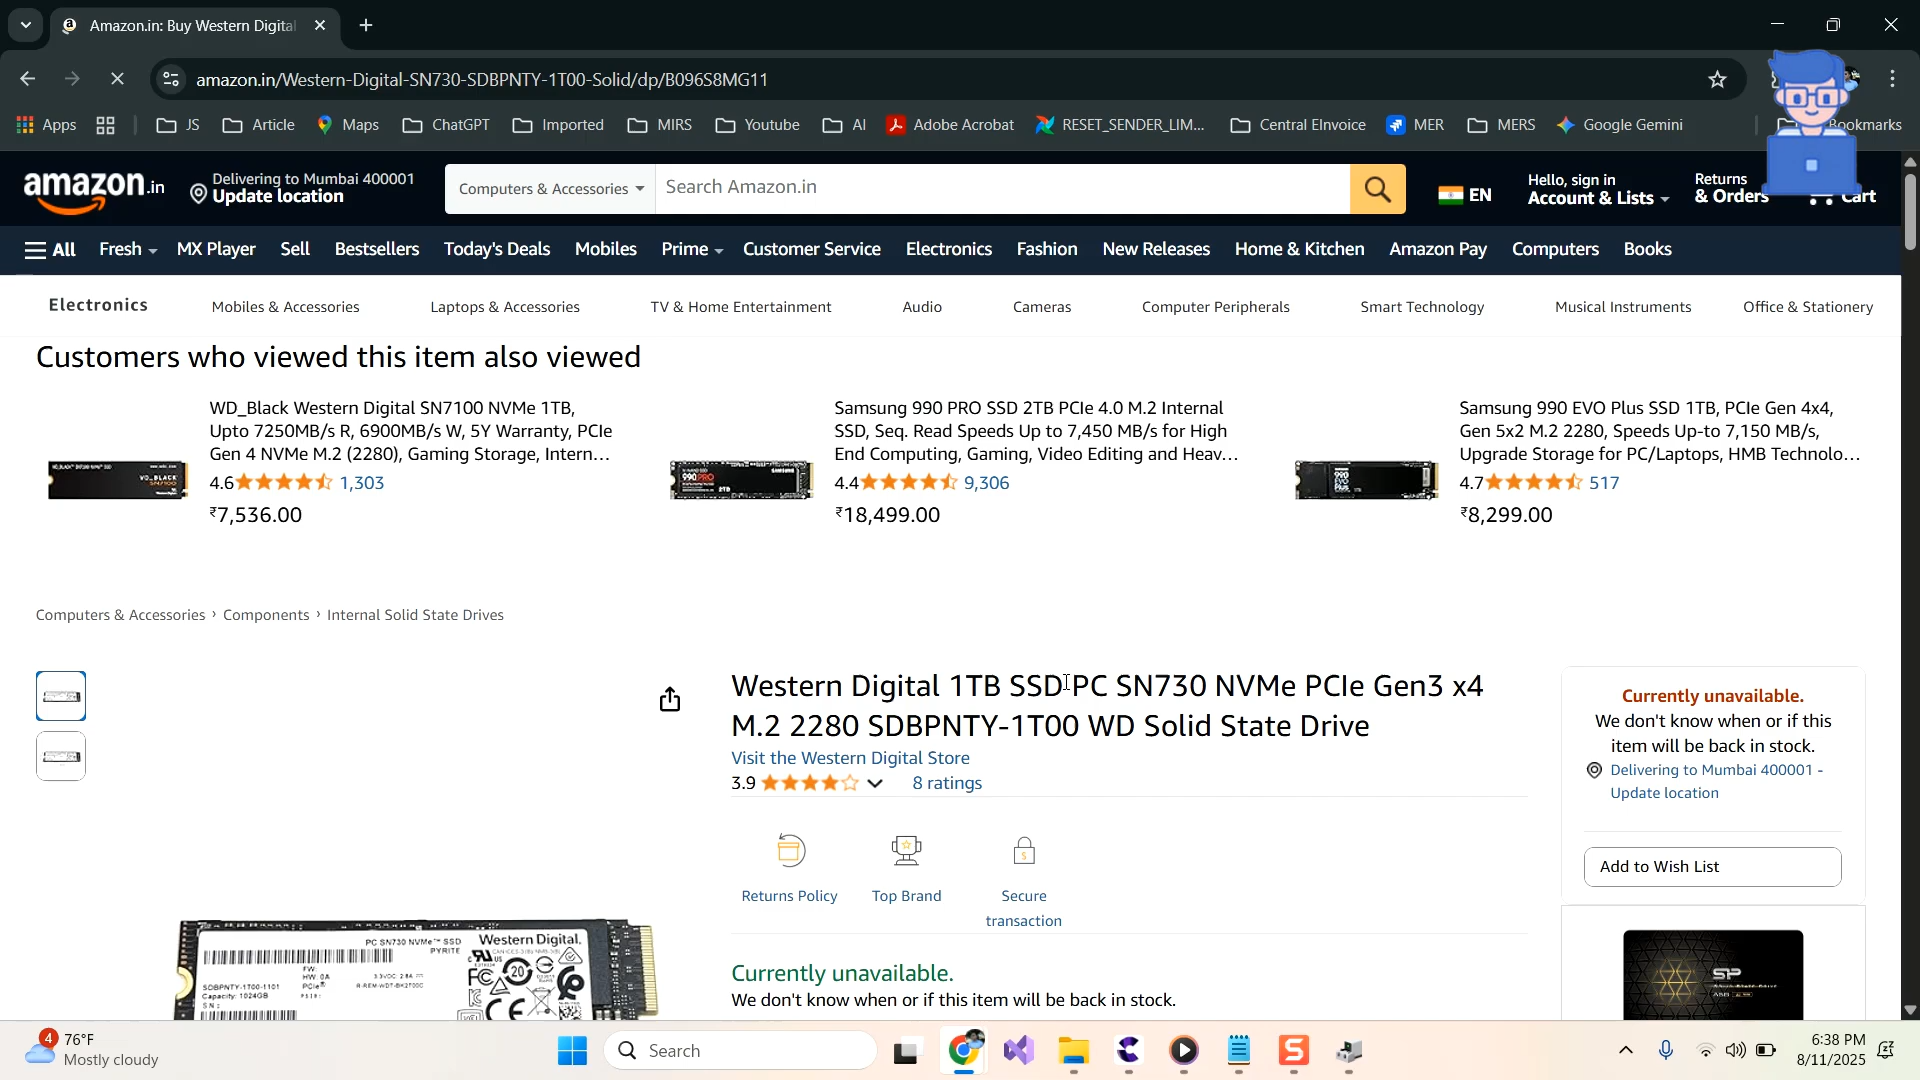 Amazon.in: Buy Western Digital
amazon.in/Western-Digital-SN730-SDBPNTY-1T00-Solid/dp/B096S8MG11
Apps JS Article Maps ChatGPT Imported MIRS Youtube AI Adobe Acrobat RESET_SENDER_LIM... Central EInvoice MER MERS Google Gemini Bookmarks
amazon.in
Delivering to Mumbai 400001
Update location
Computers & Accessories
Search Amazon.in
EN
Hello, sign in
Account & Lists
Returns
& Orders
Cart
All Fresh MX Player Sell Bestsellers Today's Deals Mobiles Prime Customer Service Electronics Fashion New Releases Home & Kitchen Amazon Pay Computers Books
Electronics Mobiles & Accessories Laptops & Accessories TV & Home Entertainment Audio Cameras Computer Peripherals Smart Technology Musical Instruments Office & Stationery
Customers who viewed this item also viewed
WD_Black Western Digital SN7100 NVMe 1TB,
Upto 7250MB/s R, 6900MB/s W, 5Y Warranty, PCIe
Gen 4 NVMe M.2 (2280), Gaming Storage, Intern...
4.6 1,303
₹7,536.00
Samsung 990 PRO SSD 2TB PCIe 4.0 M.2 Internal
SSD, Seq. Read Speeds Up to 7,450 MB/s for High
End Computing, Gaming, Video Editing and Heav...
4.4 9,306
₹18,499.00
Samsung 990 EVO Plus SSD 1TB, PCIe Gen 4x4,
Gen 5x2 M.2 2280, Speeds Up-to 7,150 MB/s,
Upgrade Storage for PC/Laptops, HMB Technolo...
4.7 517
₹8,299.00
Computers & Accessories › Components › Internal Solid State Drives
Western Digital 1TB SSD PC SN730 NVMe PCIe Gen3 x4
M.2 2280 SDBPNTY-1T00 WD Solid State Drive
Visit the Western Digital Store
3.9 8 ratings
Returns Policy
Top Brand
Secure
transaction
Currently unavailable.
We don't know when or if this item will be back in stock.
Currently unavailable.
We don't know when or if this
item will be back in stock.
Delivering to Mumbai 400001 -
Update location
Add to Wish List
PC SN730 NVMe™ SSD
PYRITE
Western Digital.
SDBPNTY-1T00-1101
Capacity: 1024GB
SP
76°F
Mostly cloudy
Search
6:38 PM
8/11/2025